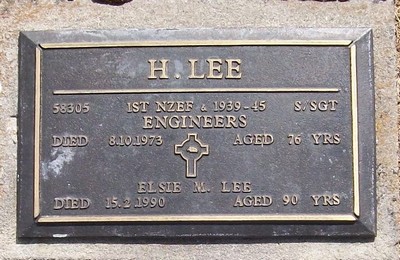 H. LEE
58305 1ST NZEF & 1939-45 S/SGT
ENGINEERS
DIED 8.10.1973 AGED 76 YRS
ELSIE M. LEE
DIED 15.2.1990 AGED 90 YRS